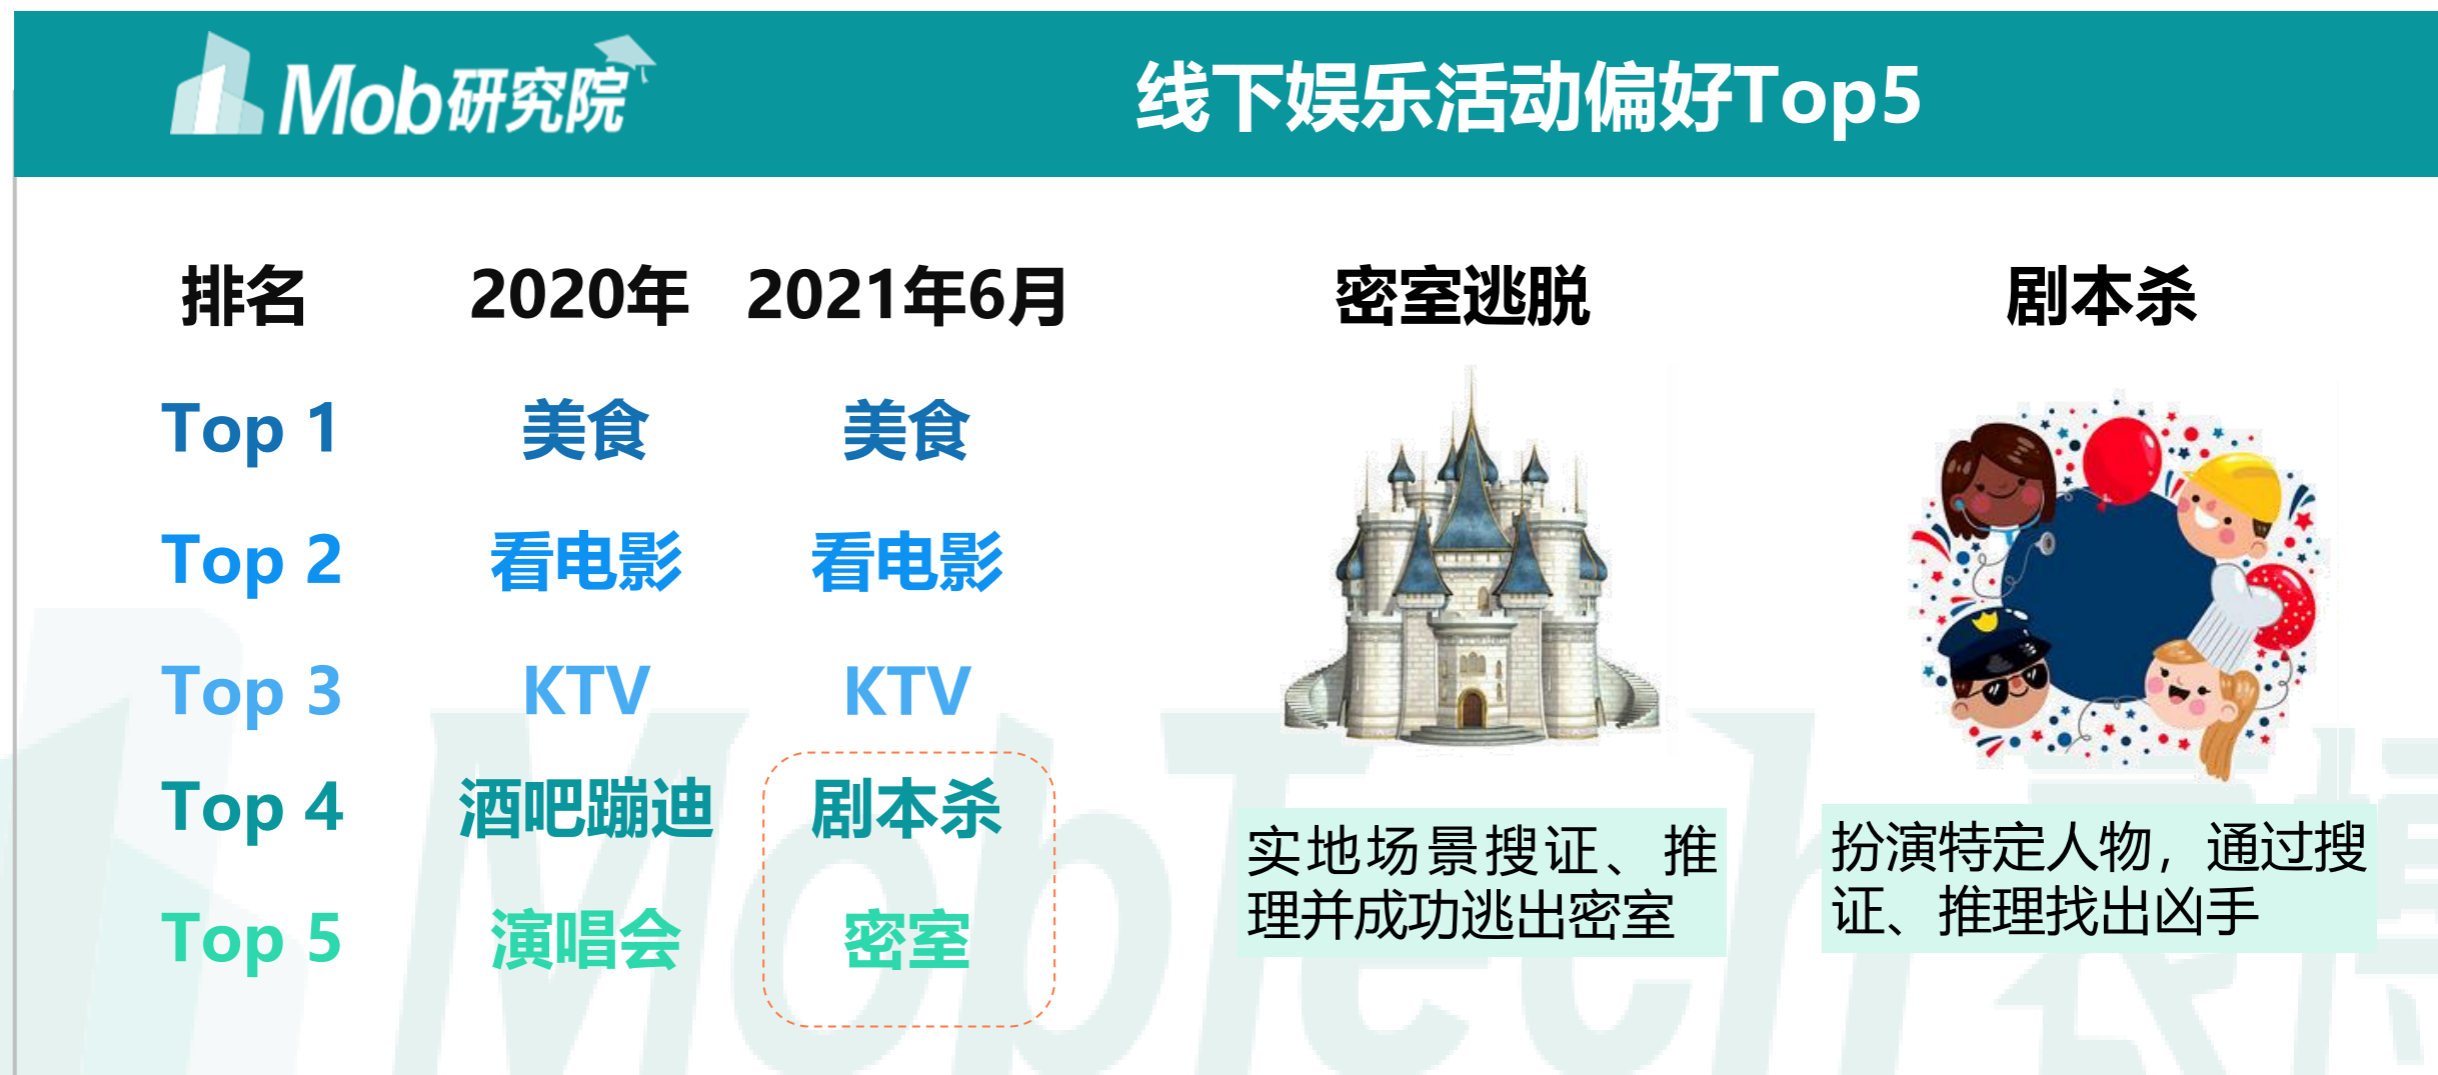 Mob研究院
线下娱乐活动偏好Top5
排名 2020年 2021年6月
Top 1 美食 美食
Top 2 看电影 看电影
Top 3 KTV KTV
Top 4 酒吧蹦迪 剧本杀
Top 5 演唱会 密室
密室逃脱
实地场景搜证、推
理并成功逃出密室
剧本杀
扮演特定人物，通过搜
证、推理找出凶手
MobTech